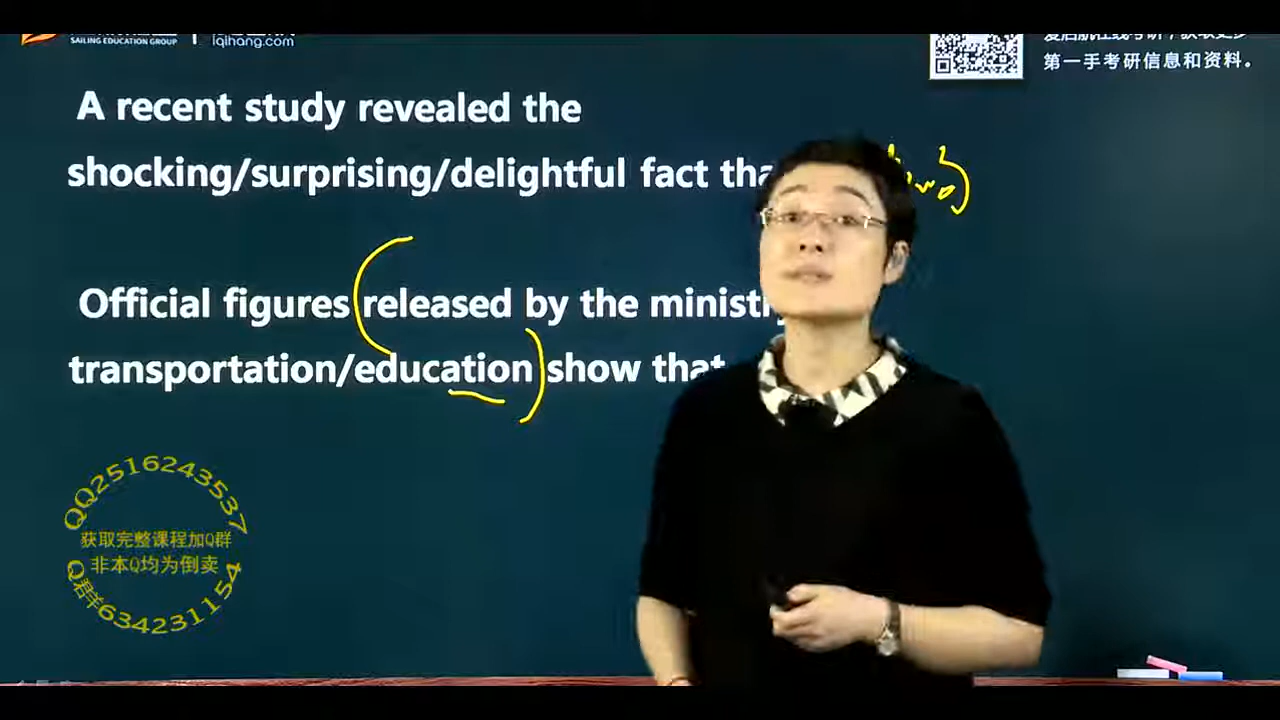 SAILING EDUCATION GROUP
iqihang.com
第一手考研信息和资料。
A recent study revealed the
shocking/surprising/delightful fact
Official figures released by the
transportation/education show that
QQ2516243537
获取完整课程加Q群
非本Q均为倒卖
Q群羊634231154